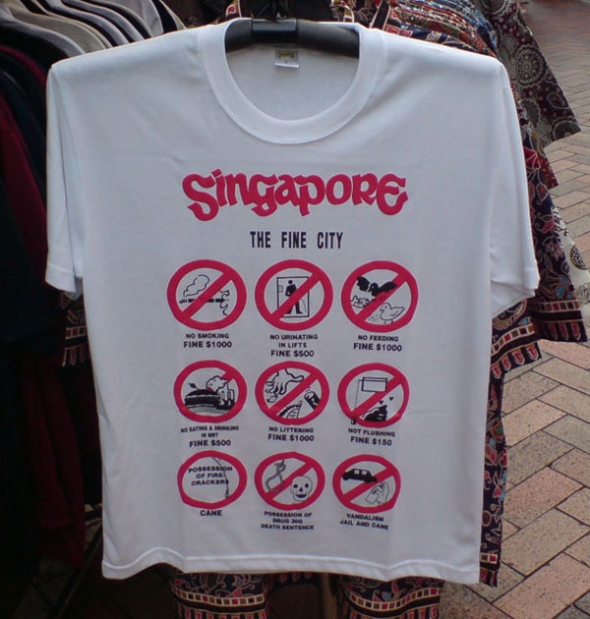 Singapore
THE FINE CITY
NO SMOKING
FINE $1000
NO URINATING
IN LIFTS
FINE $500
NO FEEDING
FINE $1000
NO EATING & DRINKING
IN MRT
FINE $500
NO LITTERING
FINE $1000
NOT FLUSHING
FINE $150
POSSESSION
OF FIRE
CRACKERS
CANE
POSSESSION OF
DRUG 20G
DEATH SENTENCE
VANDALISM
JAIL AND CANE